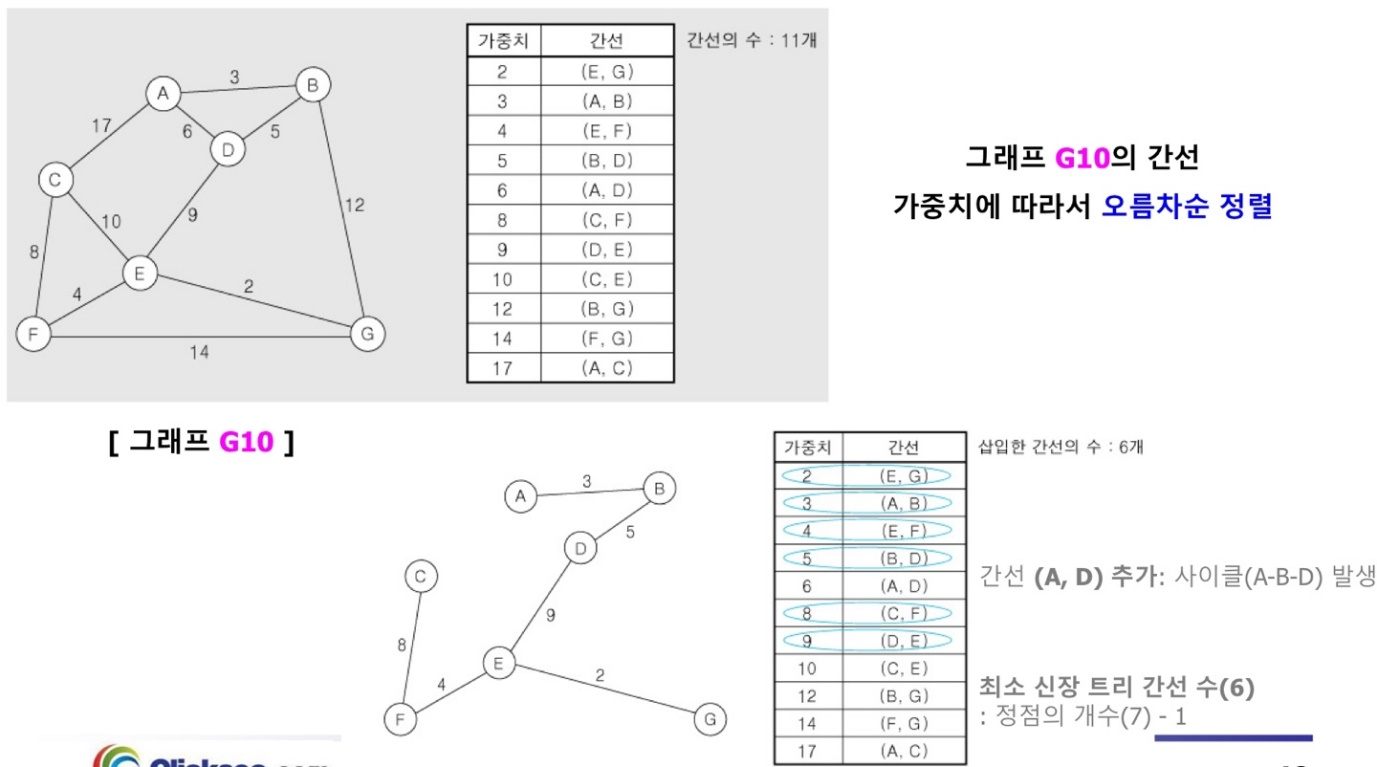 가중치 간선 간선의 수 : 11개
2 (E, G)
3 (A, B)
4 (E, F)
5 (B, D)
6 (A, D)
8 (C, F)
9 (D, E)
10 (C, E)
12 (B, G)
14 (F, G)
17 (A, C)
A 3 B
17 6 5
D
C
10 9 12
8
E
4 2
F G
14
그래프 G10의 간선
가중치에 따라서 오름차순 정렬
[ 그래프 G10 ]
A 3 B
5
D
C
9
8
E
4 2
F G
가중치 간선 삽입한 간선의 수 : 6개
2 (E, G)
3 (A, B)
4 (E, F)
5 (B, D)
6 (A, D)
8 (C, F)
9 (D, E)
10 (C, E)
12 (B, G)
14 (F, G)
17 (A, C)
간선 (A, D) 추가: 사이클(A-B-D) 발생
최소 신장 트리 간선 수(6)
: 정점의 개수(7) - 1